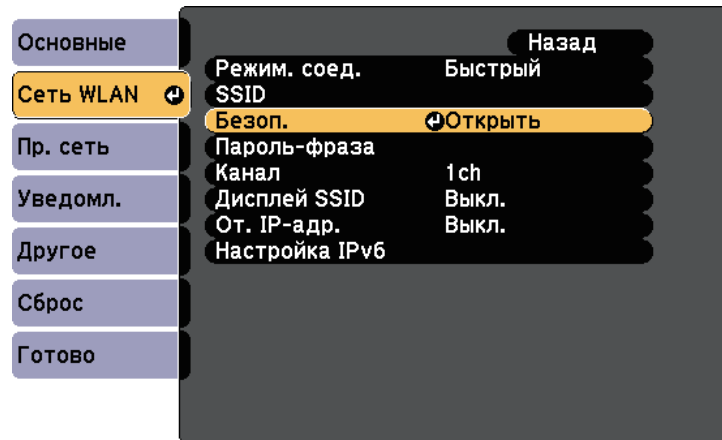 Основные
Сеть WLAN
Пр. сеть
Уведомл.
Другое
Сброс
Готово
Назад
Режим. соед. Быстрый
SSID
Безоп. Открыть
Пароль-фраза
Канал 1ch
Дисплей SSID Выкл.
От. IP-адр. Выкл.
Настройка IPv6